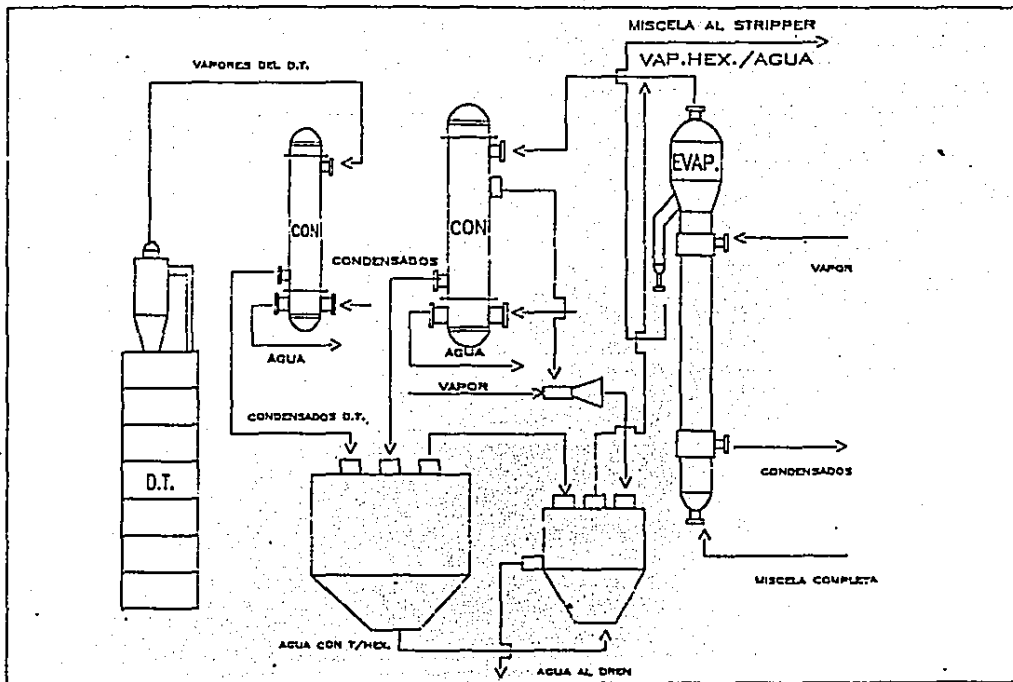 MISCELA AL STRIPPER
VAP.HEX./AGUA
VAPORES DEL D.T.
EVAP.
CON
CON
CONDENSADOS
VAPOR
AGUA
AGUA
VAPOR
CONDENSADOS D.T.
CONDENSADOS
D.T.
MISCELA COMPLETA
AGUA CON T/HEX.
AGUA AL DREN